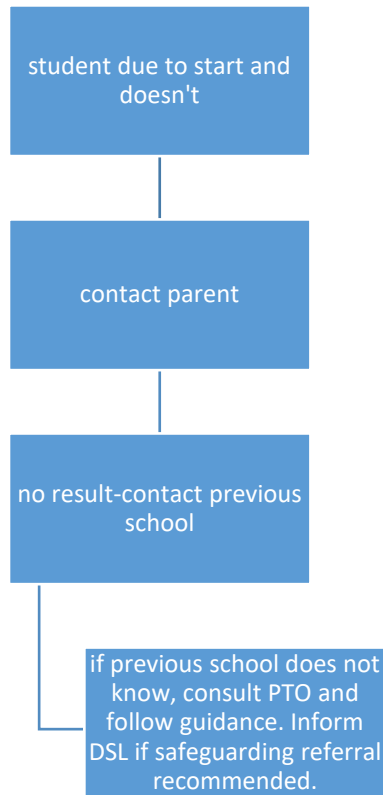 student due to start and
doesn't
contact parent
no result-contact previous
school
if previous school does not
know, consult PTO and
follow guidance. Inform
DSL if safeguarding referral
recommended.